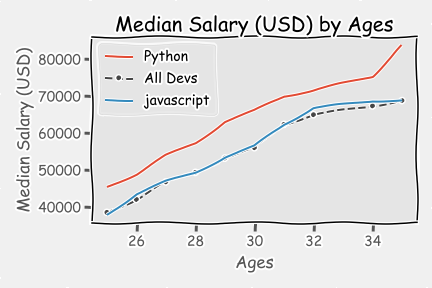 Median Salary (USD) by Ages
Median Salary (USD)
80000
70000
60000
50000
40000
Python
All Devs
javascript
26 28 30 32 34
Ages